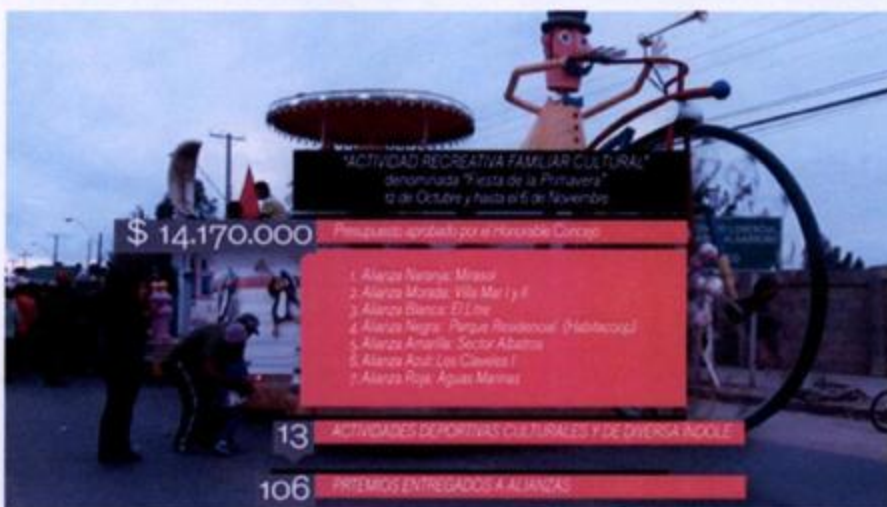 "ACTIVIDAD RECREATIVA FAMILIAR CULTURAL"
denominada "Fiesta de la Primavera"
12 de Octubre y hasta el 6 de Noviembre
$ 14.170.000 Presupuesto aprobado por el Honorable Concejo
1. Alianza Naranja: Mirasol
2. Alianza Morada: Villa Mar I y II
3. Alianza Blanca: El Litre
4. Alianza Negra: Parque Residencial (Habitacoop)
5. Alianza Amarilla: Sector Albatros
6. Alianza Azul: Los Claveles I
7. Alianza Roja: Aguas Marinas
13 ACTIVIDADES DEPORTIVAS CULTURALES Y DE DIVERSA INDOLE
106 PRTEMIOS ENTREGADOS A ALIANZAS